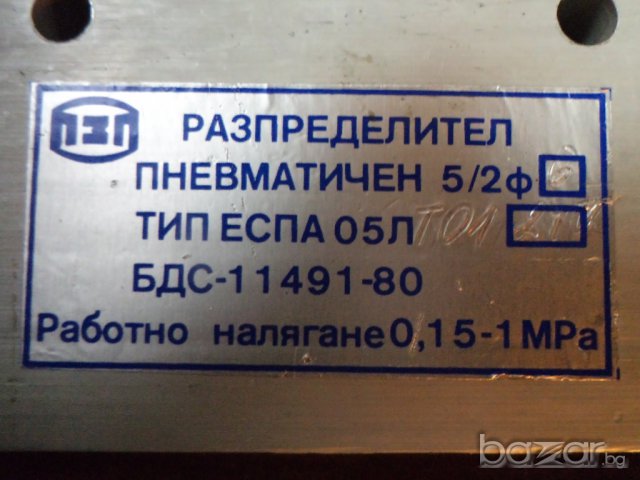 ПЗП
РАЗПРЕДЕЛИТЕЛ
ПНЕВМАТИЧЕН 5/2ф
ТИП ЕСПА 05Л Т01
БДС-11491-80
Работно налягане 0,15-1 MPa
bazar.bg